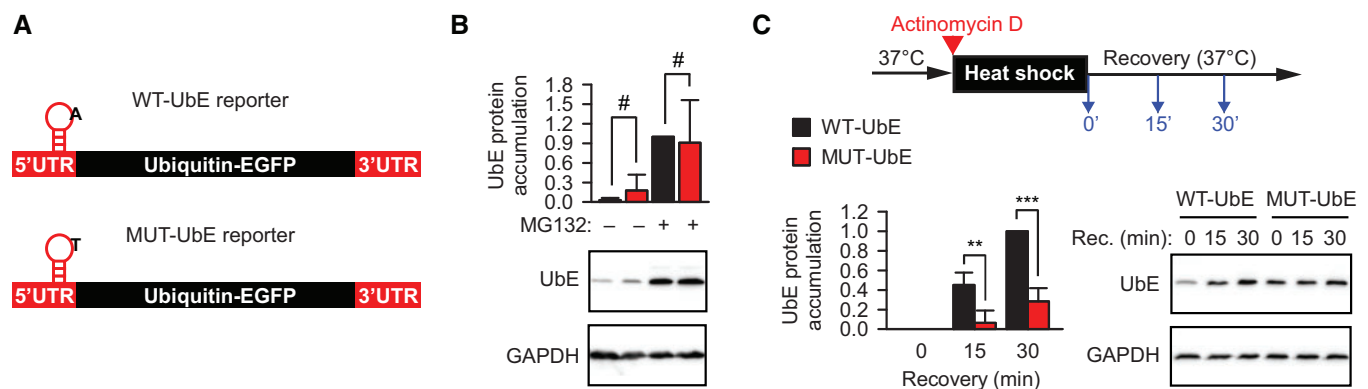 A
WT-UbE reporter
A
5'UTR Ubiquitin-EGFP 3'UTR
MUT-UbE reporter
T
5'UTR Ubiquitin-EGFP 3'UTR
B
UbE protein
accumulation
1.8
1.5
1.2
0.9
0.6
0.3
0.0
# #
MG132: – – + +
UbE
GAPDH
C
Actinomycin D
37°C Heat shock Recovery (37°C)
0' 15' 30'
WT-UbE
MUT-UbE
UbE protein
accumulation
1.2
1.0
0.8
0.6
0.4
0.2
0.0
** ***
0 15 30
Recovery (min)
WT-UbE MUT-UbE
Rec. (min): 0 15 30 0 15 30
UbE
GAPDH